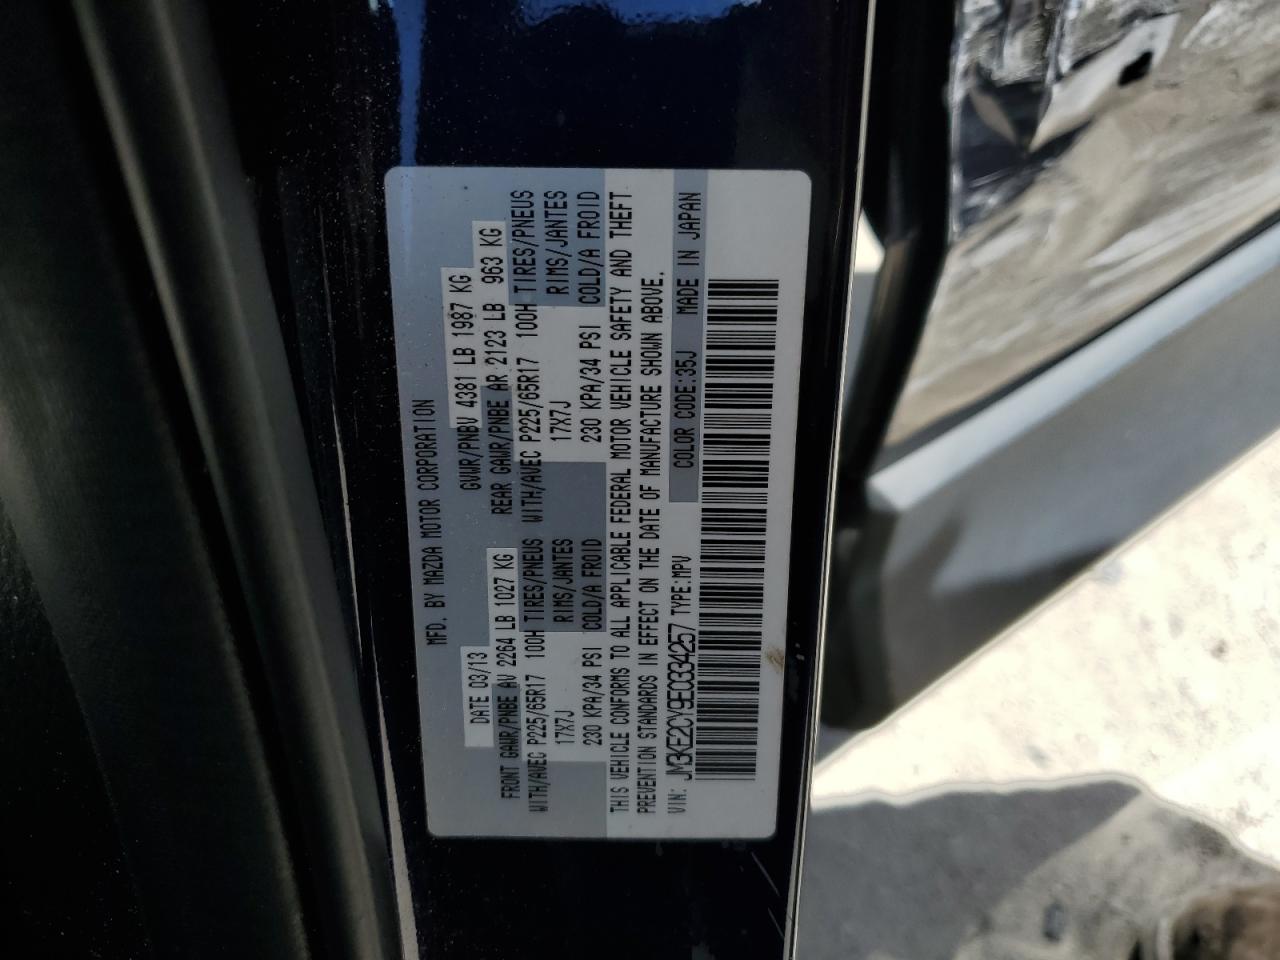 MFD. BY MAZDA MOTOR CORPORATION
DATE 03/13 GVWR/PNBV 4381 LB 1987 KG
FRONT GAWR/PNBE AV 2264 LB 1027 KG REAR GAWR/PNBE AR 2123 LB 963 KG
WITH/AVEC P225/65R17 100H TIRES/PNEUS WITH/AVEC P225/65R17 100H TIRES/PNEUS
17X7J RIMS/JANTES 17X7J RIMS/JANTES
230 KPA/34 PSI COLD/A FROID 230 KPA/34 PSI COLD/A FROID
THIS VEHICLE CONFORMS TO ALL APPLICABLE FEDERAL MOTOR VEHICLE SAFETY AND THEFT
PREVENTION STANDARDS IN EFFECT ON THE DATE OF MANUFACTURE SHOWN ABOVE.
VIN: JM3KE2CY9E0334257 TYPE:MPV COLOR CODE:35J MADE IN JAPAN